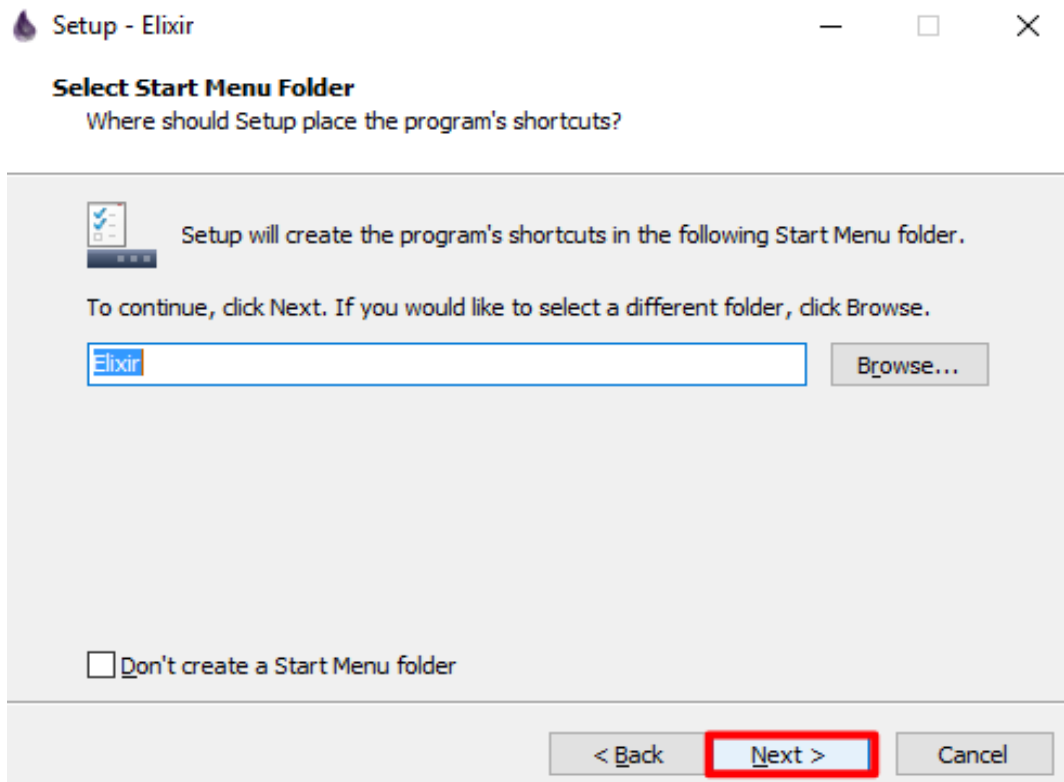 Setup - Elixir
Select Start Menu Folder
Where should Setup place the program's shortcuts?
Setup will create the program's shortcuts in the following Start Menu folder.
To continue, click Next. If you would like to select a different folder, click Browse.
Elixir
Browse...
Don't create a Start Menu folder
< Back
Next >
Cancel